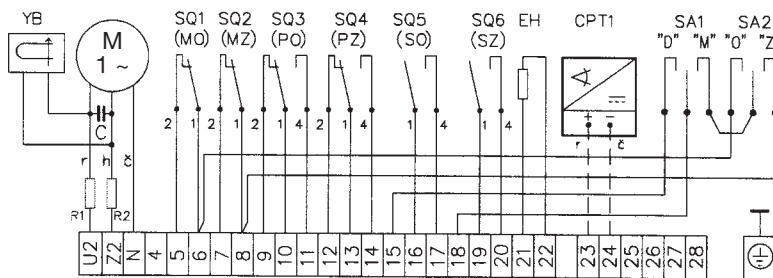 YB
M
1 ~
SQ1 SQ2 SQ3 SQ4 SQ5 SQ6 EH CPT1 SA1 SA2
(MO) (MZ) (PO) (PZ) (SO) (SZ) "D" "M" "O" "Z
C
2 1 2 1 2 1 4 2 1 4 1 4 1 4
+ −
r h č r č
R1 R2
U2 Z2 N 4 5 6 7 8 9 10 11 12 13 14 15 16 17 18 19 20 21 22 23 24 25 26 27 28